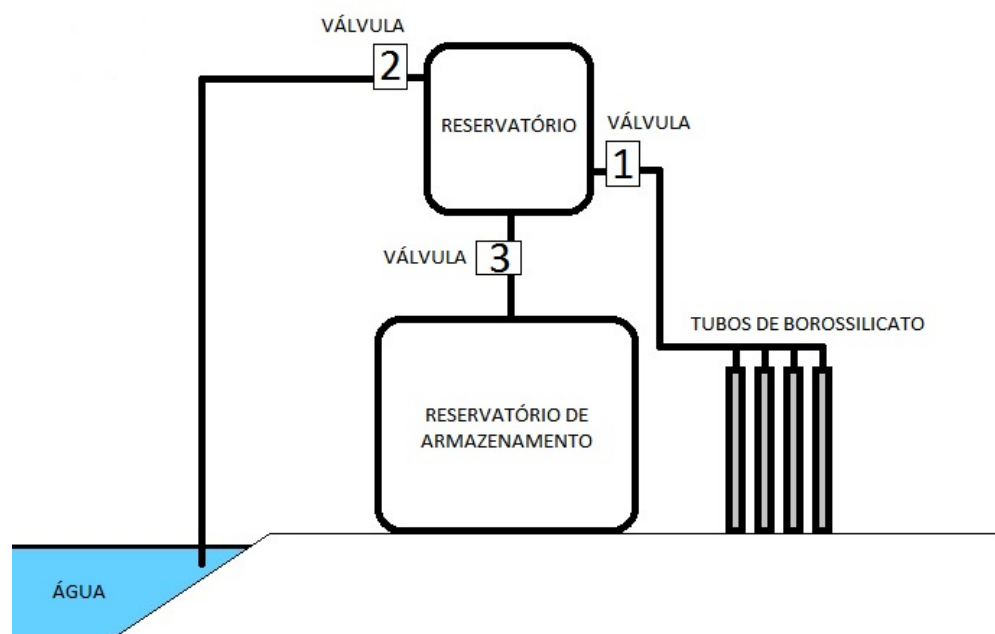 VÁLVULA
2
RESERVATÓRIO
VÁLVULA
1
VÁLVULA
3
TUBOS DE BOROSSILICATO
RESERVATÓRIO DE
ARMAZENAMENTO
ÁGUA